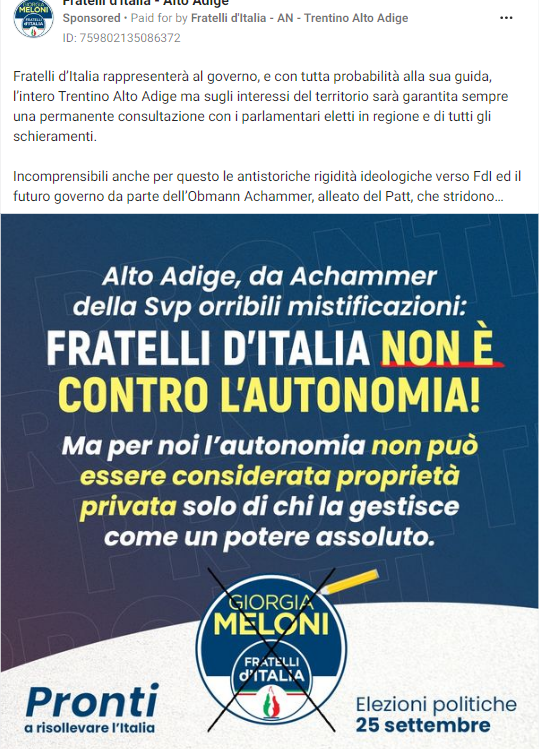 Fratelli d'Italia - Alto Adige
Sponsored • Paid for by Fratelli d'Italia - AN - Trentino Alto Adige
ID: 759802135086372
Fratelli d’Italia rappresenterà al governo, e con tutta probabilità alla sua guida,
l’intero Trentino Alto Adige ma sugli interessi del territorio sarà garantita sempre
una permanente consultazione con i parlamentari eletti in regione e di tutti gli
schieramenti.
Incomprensibili anche per questo le antistoriche rigidità ideologiche verso FdI ed il
futuro governo da parte dell’Obmann Achammer, alleato del Patt, che stridono…
Alto Adige, da Achammer
della Svp orribili mistificazioni:
FRATELLI D'ITALIA NON È
CONTRO L'AUTONOMIA!
Ma per noi l'autonomia non può
essere considerata proprietà
privata solo di chi la gestisce
come un potere assoluto.
GIORGIA
MELONI
FRATELLI
d'ITALIA
Pronti
a risollevare l'Italia
Elezioni politiche
25 settembre